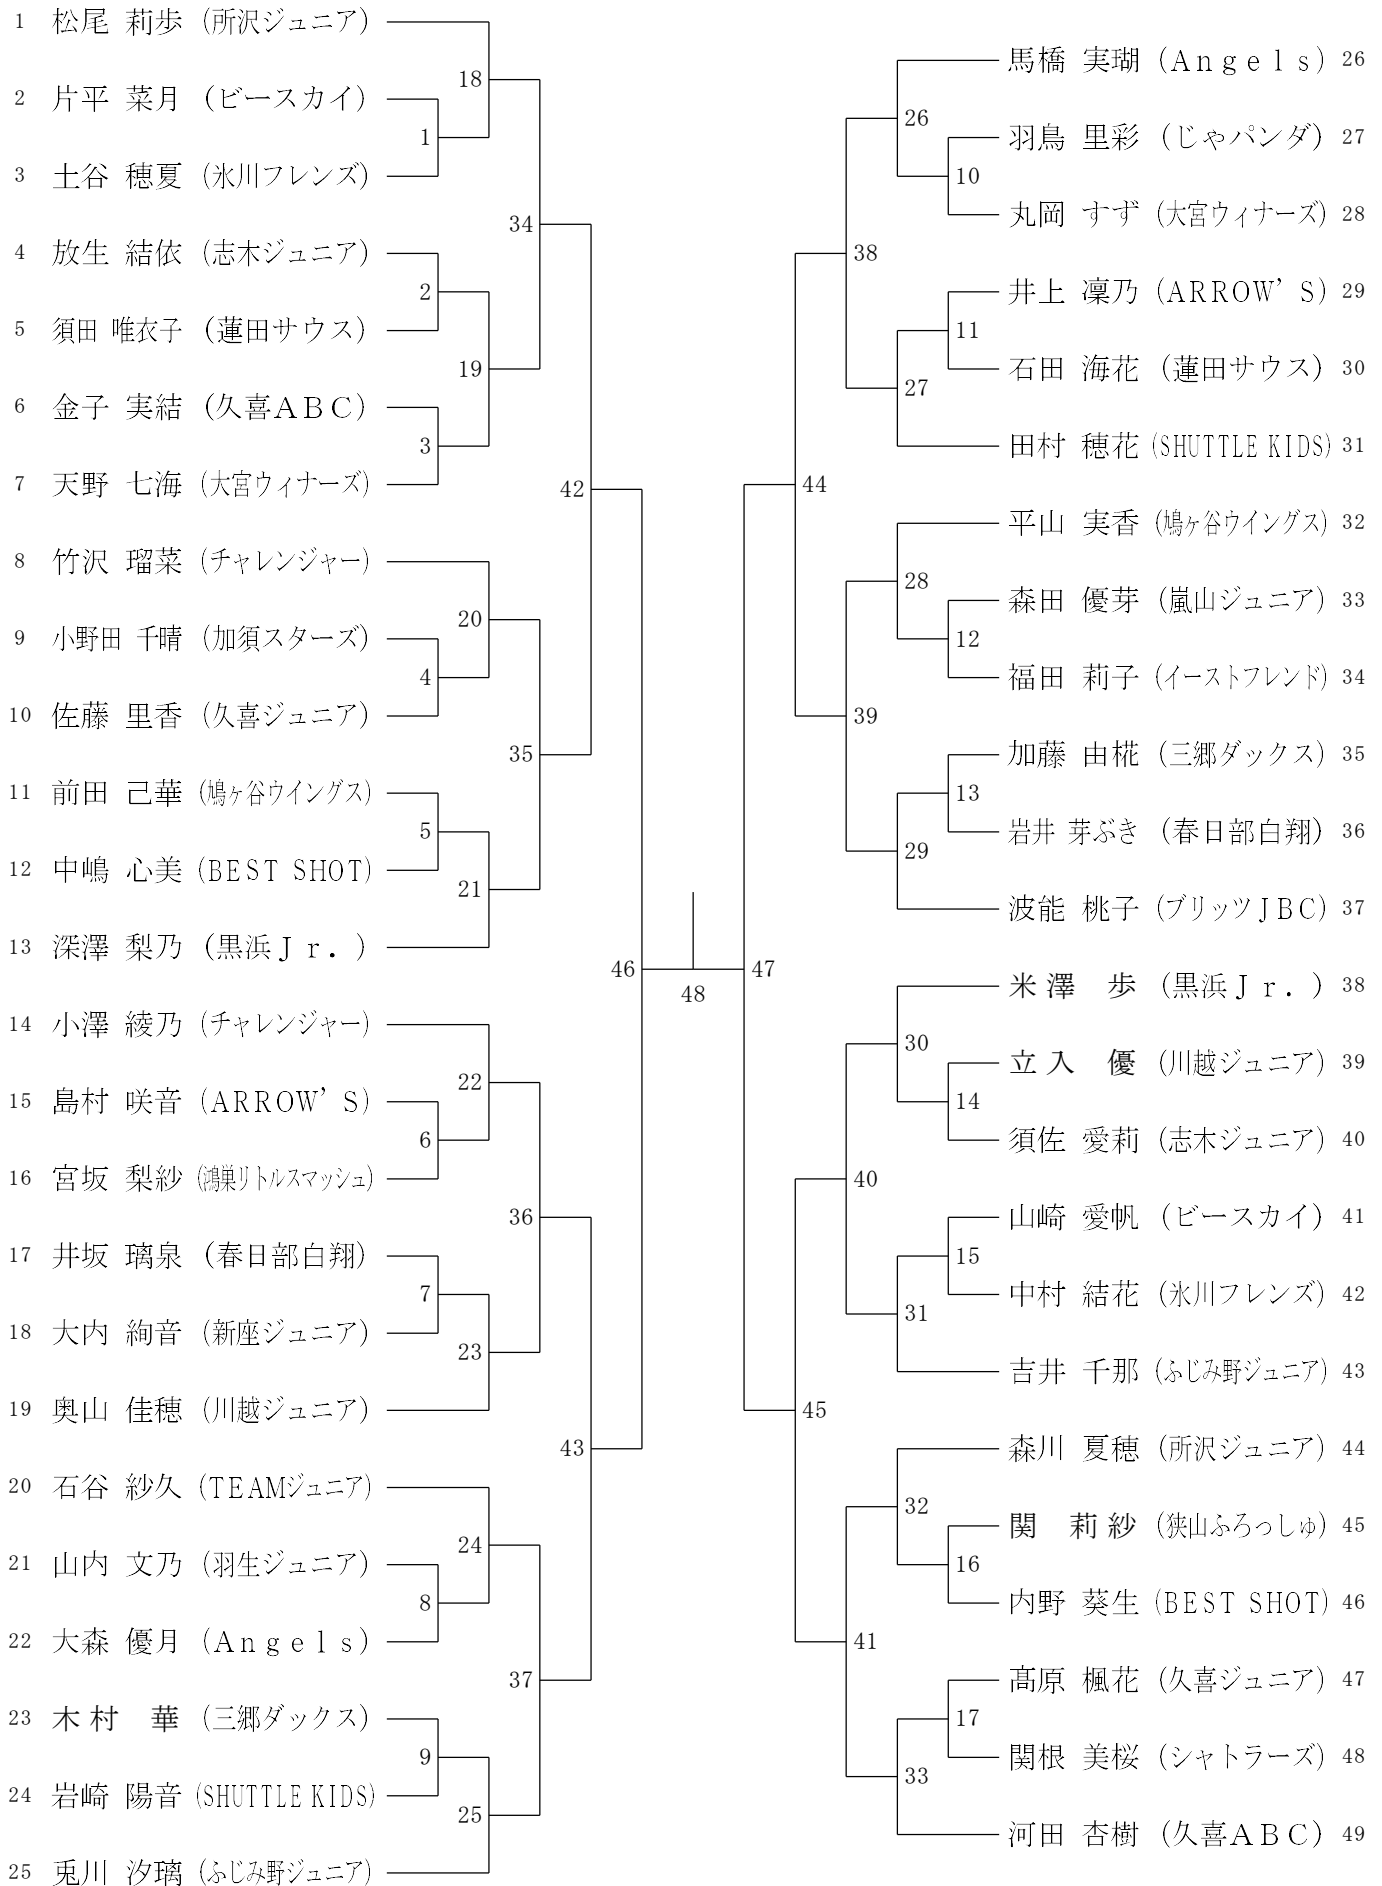 1 松尾 莉歩 (所沢ジュニア)
2 片平 菜月 (ビースカイ)
3 土谷 穂夏 (氷川フレンズ)
4 放生 結依 (志木ジュニア)
5 須田 唯衣子 (蓮田サウス)
6 金子 実結 (久喜ＡＢＣ)
7 天野 七海 (大宮ウィナーズ)
8 竹沢 瑠菜 (チャレンジャー)
9 小野田 千晴 (加須スターズ)
10 佐藤 里香 (久喜ジュニア)
11 前田 己華 (鳩ヶ谷ウイングス)
12 中嶋 心美 (BEST SHOT)
13 深澤 梨乃 (黒浜Ｊｒ．)
14 小澤 綾乃 (チャレンジャー)
15 島村 咲音 (ARROW’S)
16 宮坂 梨紗 (鴻巣リトルスマッシュ)
17 井坂 璃泉 (春日部白翔)
18 大内 絢音 (新座ジュニア)
19 奥山 佳穂 (川越ジュニア)
20 石谷 紗久 (TEAMジュニア)
21 山内 文乃 (羽生ジュニア)
22 大森 優月 (Ａｎｇｅｌｓ)
23 木村 華 (三郷ダックス)
24 岩崎 陽音 (SHUTTLE KIDS)
25 兎川 汐璃 (ふじみ野ジュニア)
18
1
34
2
19
3
42
20
4
35
5
21
46
22
6
36
7
23
43
24
8
37
9
25
48
47
26
10
38
11
27
44
28
12
39
13
29
30
14
40
15
31
45
32
16
41
17
33
馬橋 実瑚 (Ａｎｇｅｌｓ) 26
羽鳥 里彩 (じゃパンダ) 27
丸岡 すず (大宮ウィナーズ) 28
井上 凜乃 (ARROW’S) 29
石田 海花 (蓮田サウス) 30
田村 穂花 (SHUTTLE KIDS) 31
平山 実香 (鳩ヶ谷ウイングス) 32
森田 優芽 (嵐山ジュニア) 33
福田 莉子 (イーストフレンド) 34
加藤 由椛 (三郷ダックス) 35
岩井 芽ぶき (春日部白翔) 36
波能 桃子 (ブリッツＪＢＣ) 37
米澤 歩 (黒浜Ｊｒ．) 38
立入 優 (川越ジュニア) 39
須佐 愛莉 (志木ジュニア) 40
山崎 愛帆 (ビースカイ) 41
中村 結花 (氷川フレンズ) 42
吉井 千那 (ふじみ野ジュニア) 43
森川 夏穂 (所沢ジュニア) 44
関 莉紗 (狭山ふろっしゅ) 45
内野 葵生 (BEST SHOT) 46
髙原 楓花 (久喜ジュニア) 47
関根 美桜 (シャトラーズ) 48
河田 杏樹 (久喜ＡＢＣ) 49